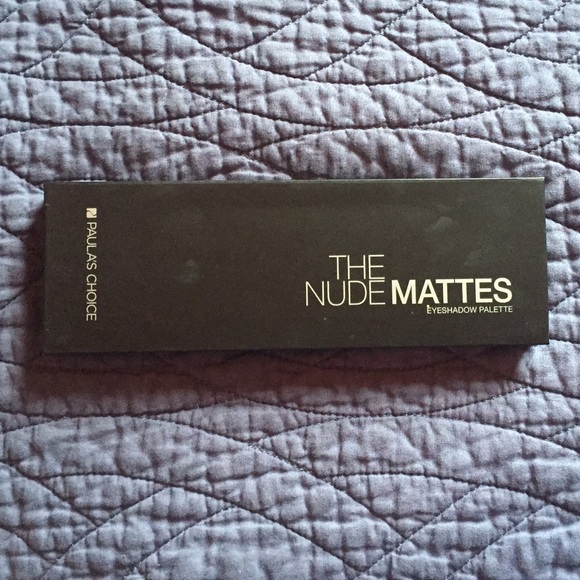 PAULA'S CHOICE
THE
NUDE MATTES
EYESHADOW PALETTE